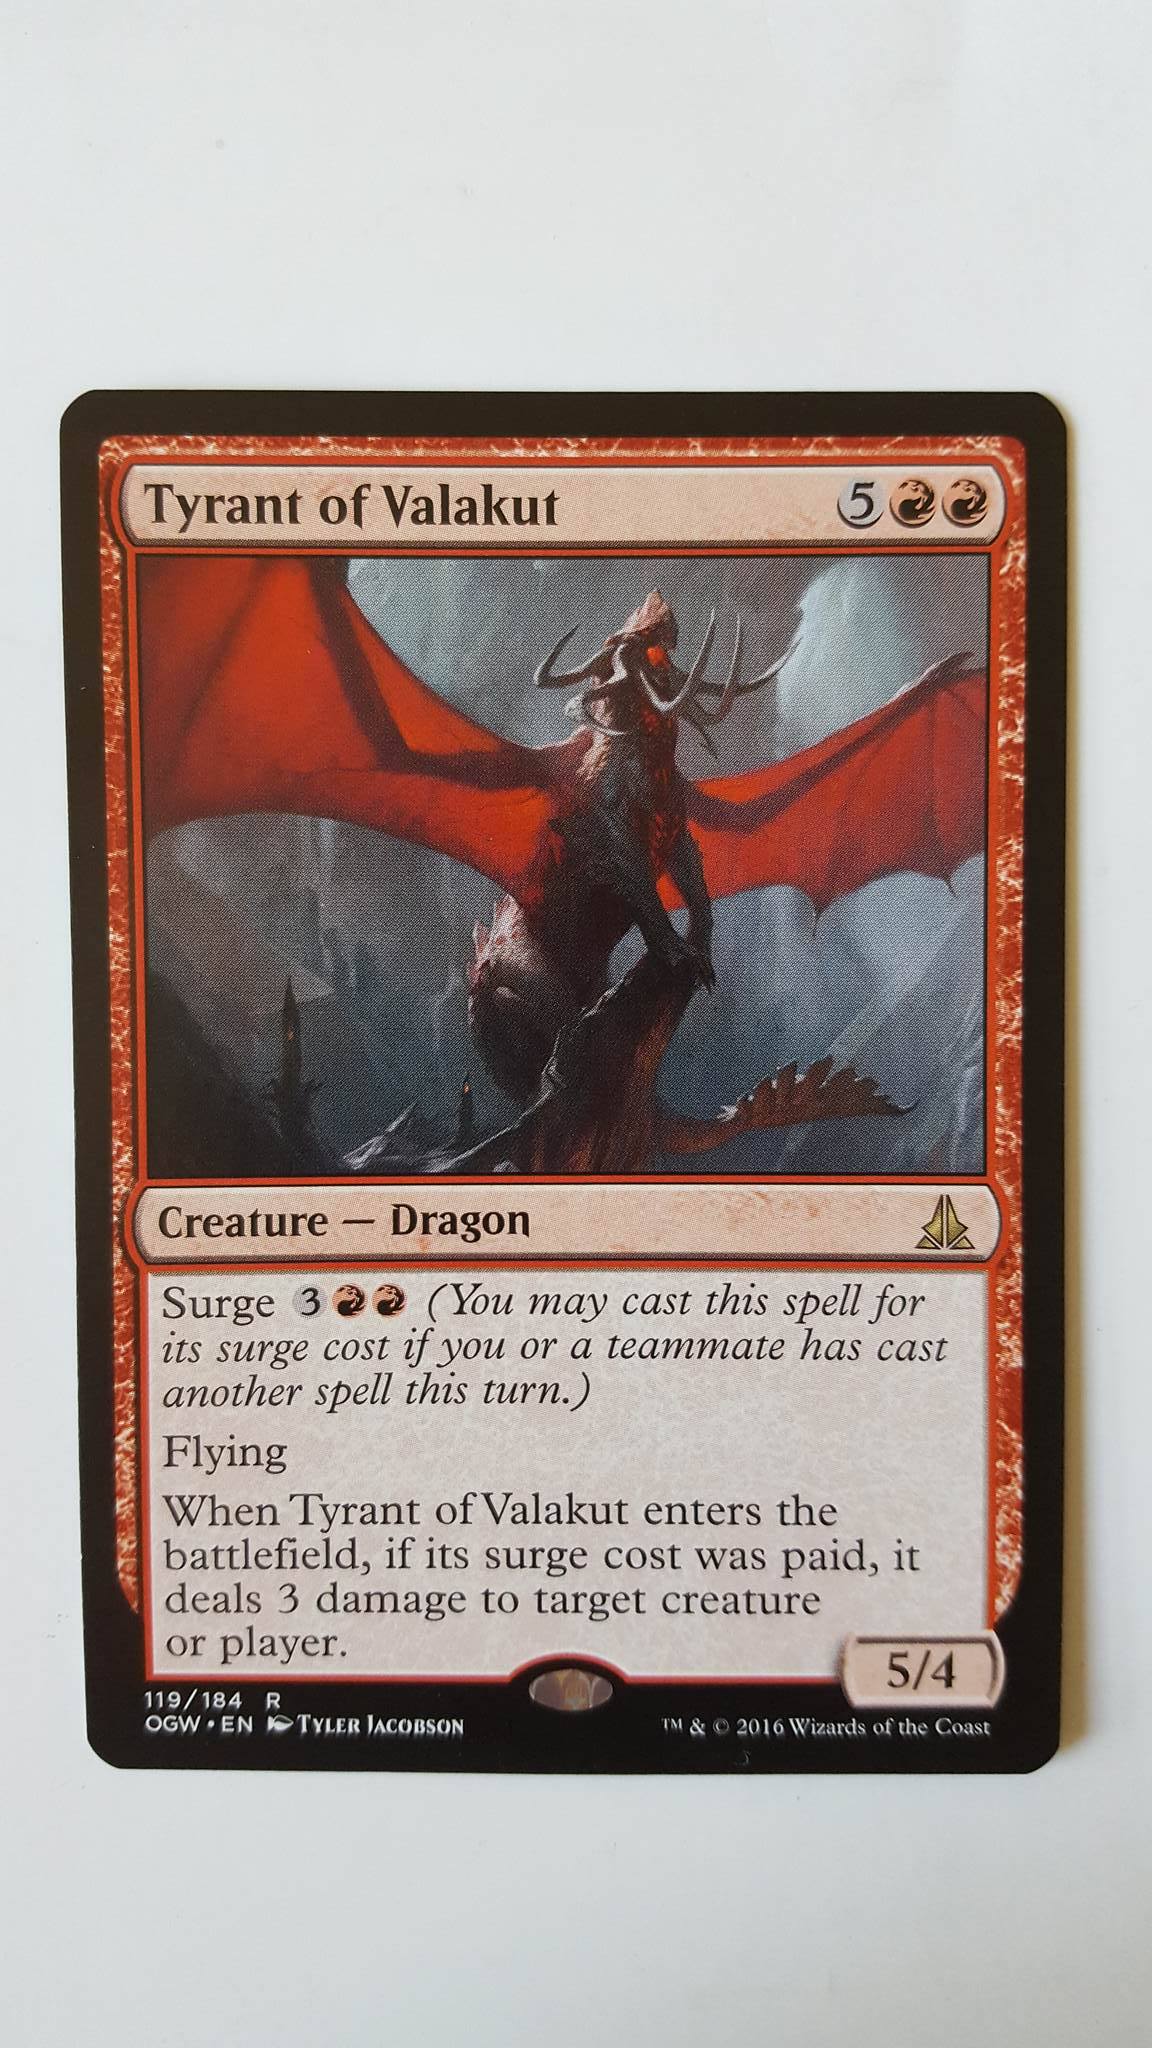 Tyrant of Valakut 5
Creature — Dragon
Surge 3 (You may cast this spell for
its surge cost if you or a teammate has cast
another spell this turn.)
Flying
When Tyrant of Valakut enters the
battlefield, if its surge cost was paid, it
deals 3 damage to target creature
or player.
5/4
119/184 R
OGW • EN Tyler Jacobson
™ & © 2016 Wizards of the Coast